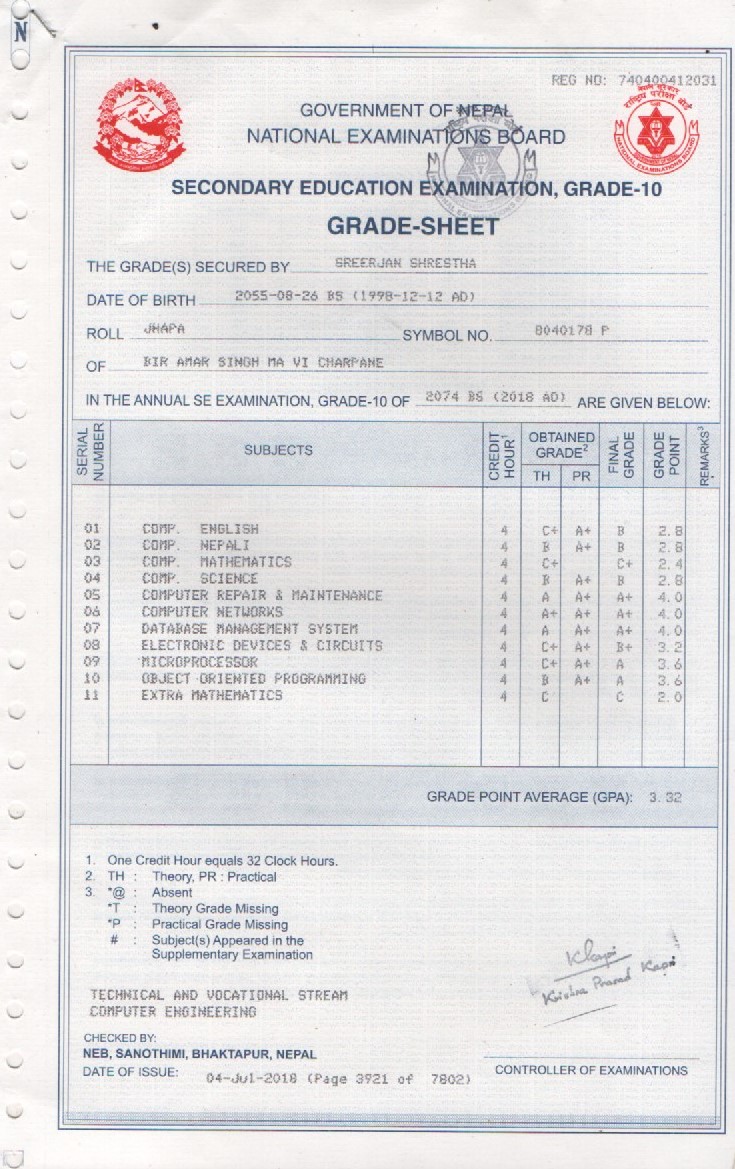 N
REG NO: 740400412031
GOVERNMENT OF NEPAL
NATIONAL EXAMINATIONS BOARD
SECONDARY EDUCATION EXAMINATION, GRADE-10
GRADE-SHEET
THE GRADE(S) SECURED BY SREERJAN SHRESTHA
DATE OF BIRTH 2055-08-26 BS (1998-12-12 AD)
ROLL JHAPA SYMBOL NO. 8040178 P
OF BIR AMAR SINGH MA VI CHARPANE
IN THE ANNUAL SE EXAMINATION, GRADE-10 OF 2074 BS (2018 AD) ARE GIVEN BELOW:
SERIAL NUMBER SUBJECTS CREDIT HOUR1 OBTAINED GRADE2 TH PR FINAL GRADE GRADE POINT REMARKS3
01 COMP. ENGLISH 4 C+ A+ B 2.8
02 COMP. NEPALI 4 B A+ B 2.8
03 COMP. MATHEMATICS 4 C+ C+ 2.4
04 COMP. SCIENCE 4 B A+ B 2.8
05 COMPUTER REPAIR & MAINTENANCE 4 A A+ A+ 4.0
06 COMPUTER NETWORKS 4 A+ A+ A+ 4.0
07 DATABASE MANAGEMENT SYSTEM 4 A A+ A+ 4.0
08 ELECTRONIC DEVICES & CIRCUITS 4 C+ A+ B+ 3.2
09 MICROPROCESSOR 4 C+ A+ A 3.6
10 OBJECT ORIENTED PROGRAMMING 4 B A+ A 3.6
11 EXTRA MATHEMATICS 4 C C 2.0
GRADE POINT AVERAGE (GPA): 3.32
1. One Credit Hour equals 32 Clock Hours.
2. TH : Theory, PR : Practical
3. *@ : Absent
*T : Theory Grade Missing
*P : Practical Grade Missing
# : Subject(s) Appeared in the
Supplementary Examination
Krishna Prasad Kapri
TECHNICAL AND VOCATIONAL STREAM
COMPUTER ENGINEERING
CHECKED BY:
NEB, SANOTHIMI, BHAKTAPUR, NEPAL
DATE OF ISSUE: 04-Jul-2018 (Page 3921 of 7802)
CONTROLLER OF EXAMINATIONS